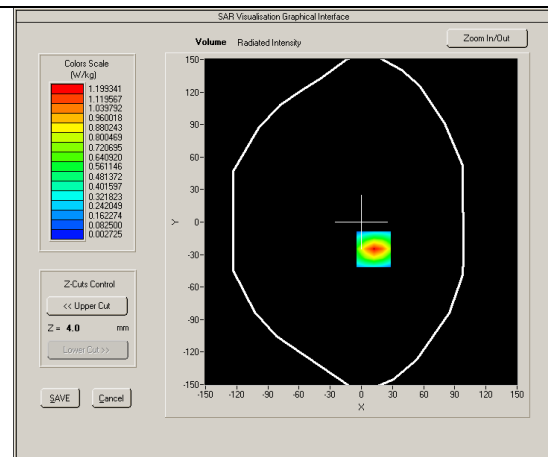 SAR Visualisation Graphical Interface
Volume Radiated Intensity
Zoom In/Out
Colors Scale
(W/kg)
1.199341
1.119567
1.039792
0.960018
0.880243
0.800469
0.720695
0.640920
0.561146
0.481372
0.401597
0.321823
0.242049
0.162274
0.082500
0.002725
Z-Cuts Control
<< Upper Cut
Z = 4.0 mm
Lower Cut >>
SAVE Cancel
150
120
90
60
30
0
-30
-60
-90
-120
-150
Y
-150 -120 -90 -60 -30 0 30 60 90 120 150
X